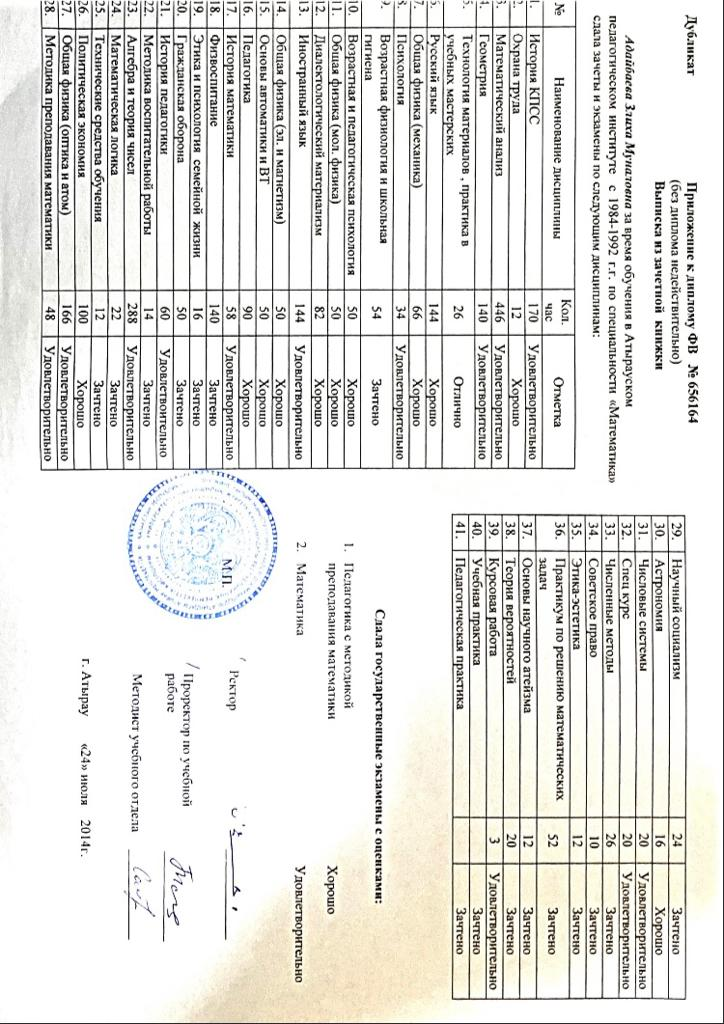 Дубликат
Приложение к диплому ФВ № 656164
(без диплома недействительно)
Выписка из зачетной книжки
Адайбаева Злиха Муналовна за время обучения в Атырауском
педагогическом институте с 1984-1992 г.г. по специальности «Математика»
сдала зачеты и экзамены по следующим дисциплинам:
№ Наименование дисциплины Кол. час Отметка
1. История КПСС 170 Удовлетворительно
2. Охрана труда 12 Хорошо
3. Математический анализ 446 Удовлетворительно
4. Геометрия 140 Удовлетворительно
5. Технология материалов , практика в
учебных мастерских 26 Отлично
6. Русский язык 144 Хорошо
7. Общая физика (механика) 66 Хорошо
8. Психология 34 Удовлетворительно
9. Возрастная физиология и школьная
гигиена 54 Зачтено
10. Возрастная и педагогическая психология 50 Хорошо
11. Общая физика (мол. физика) 50 Хорошо
12. Диалектологический материализм 82 Хорошо
13. Иностранный язык 144 Удовлетворительно
14. Общая физика (эл. и магнетизм) 50 Хорошо
15. Основы автоматики и ВТ 50 Хорошо
16. Педагогика 90 Хорошо
17. История математики 58 Удовлетворительно
18. Физвоспитание 140 Зачтено
19. Этика и психология семейной жизни 16 Зачтено
20. Гражданская оборона 50 Зачтено
21. История педагогики 60 Удовлетвоительно
22. Методика воспитательной работы 14 Зачтено
23. Алгебра и теория чисел 288 Удовлетворительно
24. Математическая логика 22 Зачтено
25. Технические средства обучения 12 Зачтено
26. Политическая экономия 100 Хорошо
27. Общая физика (оптика и атом) 166 Удовлетворительно
28. Методика преподавания математики 48 Удовлетворительно
29. Научный социализм 24 Зачтено
30. Астрономия 16 Хорошо
31. Числовые системы 20 Удовлетворительно
32. Спец курс 20 Удовлетворительно
33. Численные методы 26 Зачтено
34. Советское право 10 Зачтено
35. Этика-эстетика 12 Зачтено
36. Практикум по решению математических
задач 52 Зачтено
37. Основы научного атеизма 12 Зачтено
38. Теория вероятностей 20 Зачтено
39. Курсовая работа 3 Удовлетворительно
40. Учебная практика Зачтено
41. Педагогическая практика Зачтено
Сдала государственные экзамены с оценками:
1. Педагогика с методикой
преподавания математики Хорошо
2. Математика Удовлетворительно
М.П.
Ректор
/ Проректор по учебной
работе
Методист учебного отдела
г. Атырау «24» июля 2014г.